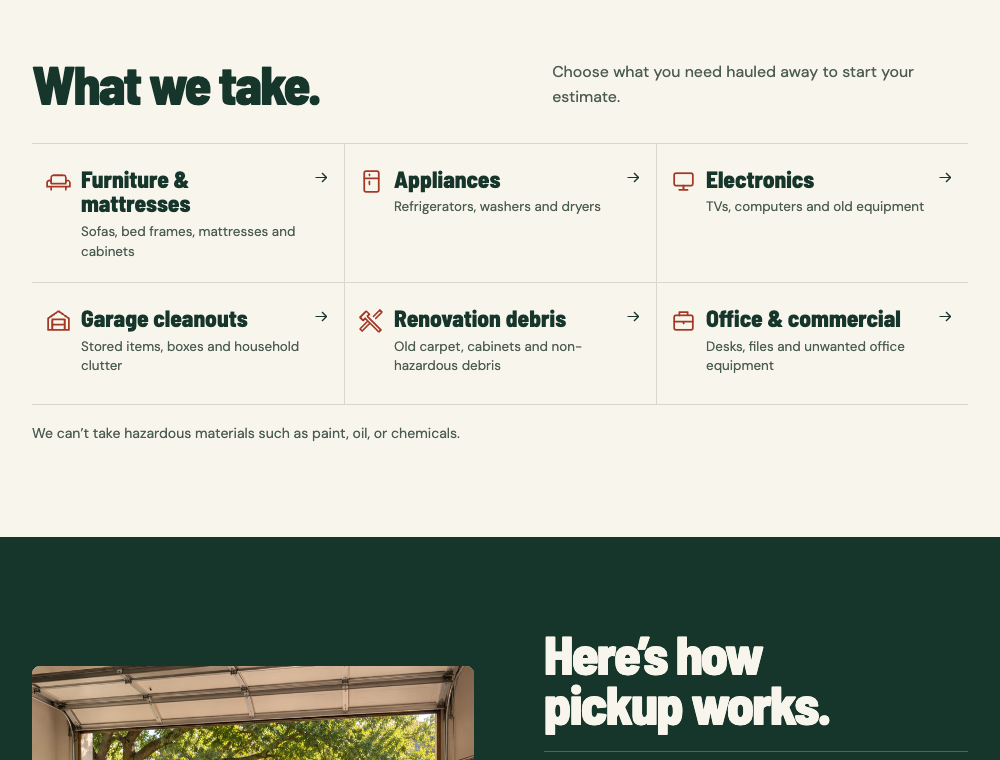 What we take.
Choose what you need hauled away to start your
estimate.
Furniture &
mattresses
Sofas, bed frames, mattresses and
cabinets
Appliances
Refrigerators, washers and dryers
Electronics
TVs, computers and old equipment
Garage cleanouts
Stored items, boxes and household
clutter
Renovation debris
Old carpet, cabinets and non-
hazardous debris
Office & commercial
Desks, files and unwanted office
equipment
We can’t take hazardous materials such as paint, oil, or chemicals.
Here’s how
pickup works.